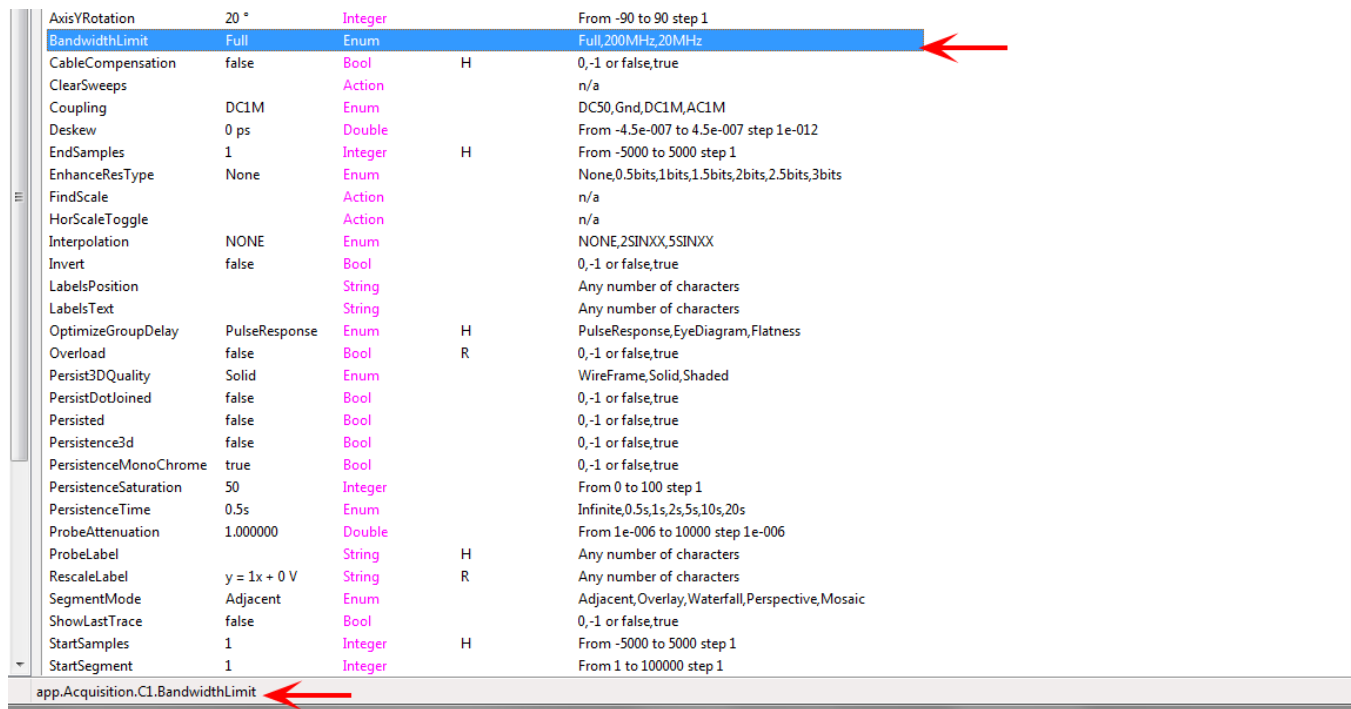 AxisYRotation 20 ° Integer From -90 to 90 step 1
BandwidthLimit Full Enum Full,200MHz,20MHz
CableCompensation false Bool H 0,-1 or false,true
ClearSweeps Action n/a
Coupling DC1M Enum DC50,Gnd,DC1M,AC1M
Deskew 0 ps Double From -4.5e-007 to 4.5e-007 step 1e-012
EndSamples 1 Integer H From -5000 to 5000 step 1
EnhanceResType None Enum None,0.5bits,1bits,1.5bits,2bits,2.5bits,3bits
FindScale Action n/a
HorScaleToggle Action n/a
Interpolation NONE Enum NONE,2SINXX,5SINXX
Invert false Bool 0,-1 or false,true
LabelsPosition String Any number of characters
LabelsText String Any number of characters
OptimizeGroupDelay PulseResponse Enum H PulseResponse,EyeDiagram,Flatness
Overload false Bool R 0,-1 or false,true
Persist3DQuality Solid Enum WireFrame,Solid,Shaded
PersistDotJoined false Bool 0,-1 or false,true
Persisted false Bool 0,-1 or false,true
Persistence3d false Bool 0,-1 or false,true
PersistenceMonoChrome true Bool 0,-1 or false,true
PersistenceSaturation 50 Integer From 0 to 100 step 1
PersistenceTime 0.5s Enum Infinite,0.5s,1s,2s,5s,10s,20s
ProbeAttenuation 1.000000 Double From 1e-006 to 10000 step 1e-006
ProbeLabel String H Any number of characters
RescaleLabel y = 1x + 0 V String R Any number of characters
SegmentMode Adjacent Enum Adjacent,Overlay,Waterfall,Perspective,Mosaic
ShowLastTrace false Bool 0,-1 or false,true
StartSamples 1 Integer H From -5000 to 5000 step 1
StartSegment 1 Integer From 1 to 100000 step 1
app.Acquisition.C1.BandwidthLimit